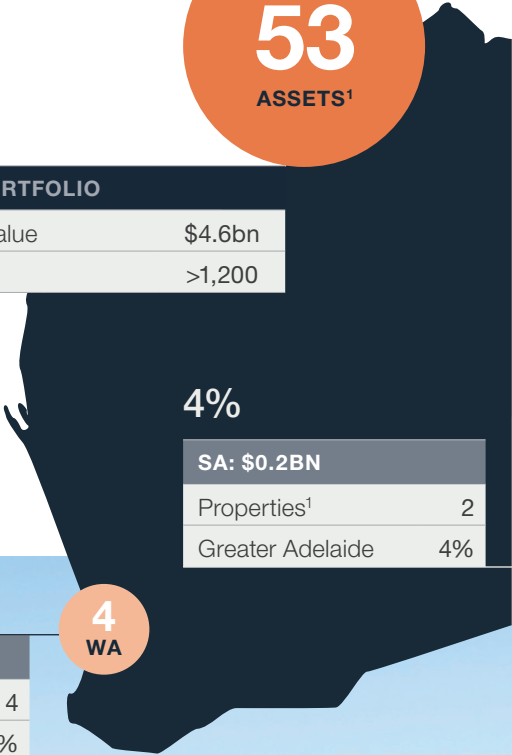 53
ASSETS¹
RTFOLIO
alue $4.6bn
>1,200
4%
SA: $0.2BN
Properties¹ 2
Greater Adelaide 4%
4
WA
4
%